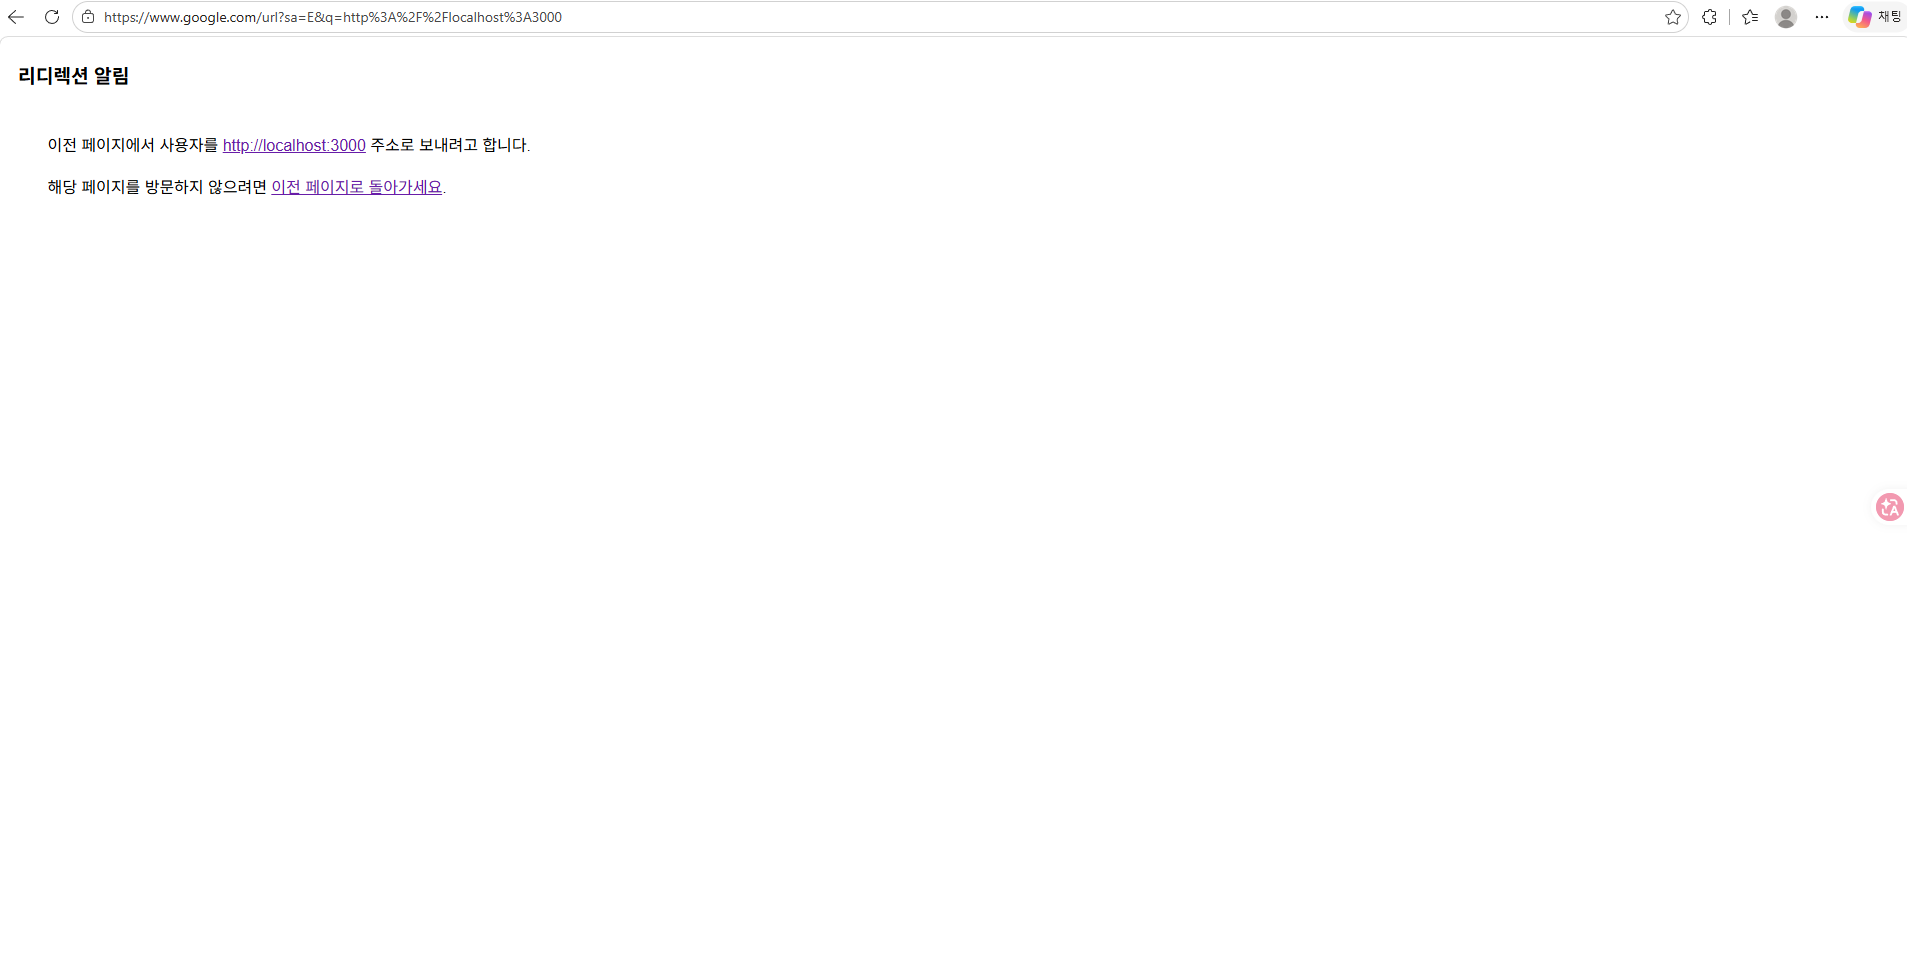 https://www.google.com/url?sa=E&q=http%3A%2F%2Flocalhost%3A3000
채팅
리디렉션 알림
이전 페이지에서 사용자를 http://localhost:3000 주소로 보내려고 합니다.
해당 페이지를 방문하지 않으려면 이전 페이지로 돌아가세요.
A